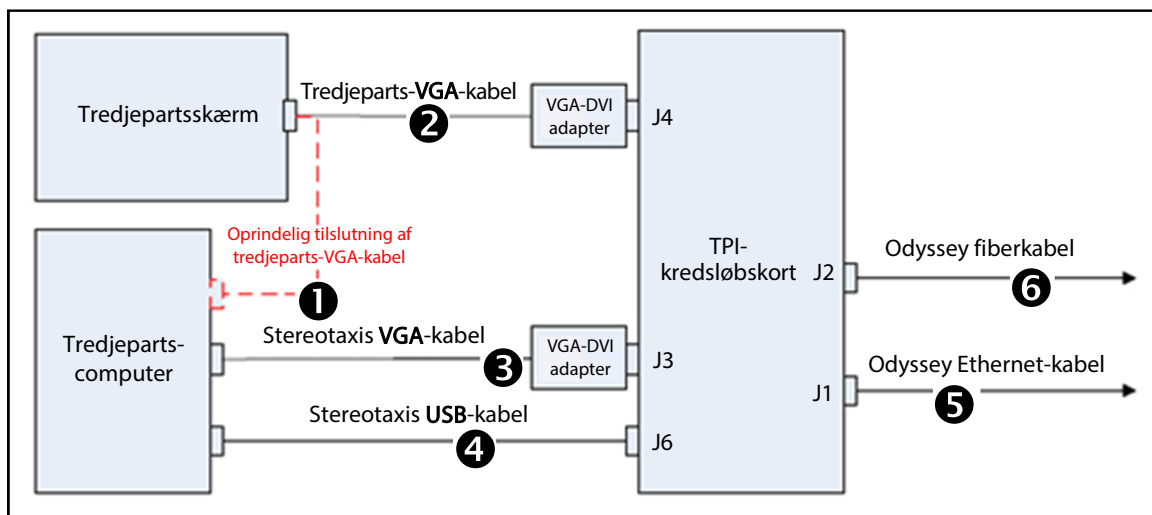 Tredjepartsskærm
Tredjeparts-VGA-kabel
2
VGA-DVI
adapter
J4
Oprindelig tilslutning af
tredjeparts-VGA-kabel
1
TPI-
kredsløbskort
Odyssey fiberkabel
J2
6
Tredjeparts-
computer
Stereotaxis VGA-kabel
3
VGA-DVI
adapter
J3
Odyssey Ethernet-kabel
J1
5
Stereotaxis USB-kabel
4
J6